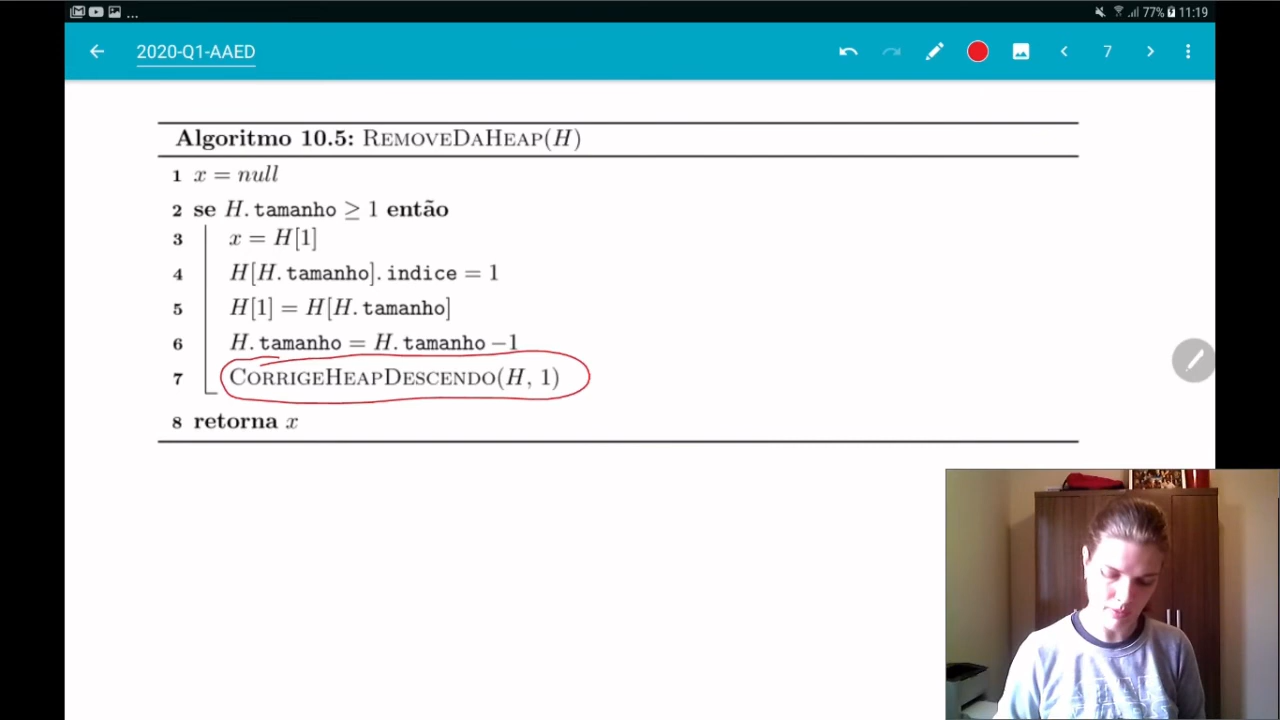 ... 77% 11:19
2020-Q1-AAED 7
Algoritmo 10.5: REMOVEDAHEAP(H)
1 x = null
2 se H.tamanho ≥ 1 então
3 x = H[1]
4 H[H.tamanho].indice = 1
5 H[1] = H[H.tamanho]
6 H.tamanho = H.tamanho −1
7 CORRIGEHEAPDESCENDO(H, 1)
8 retorna x